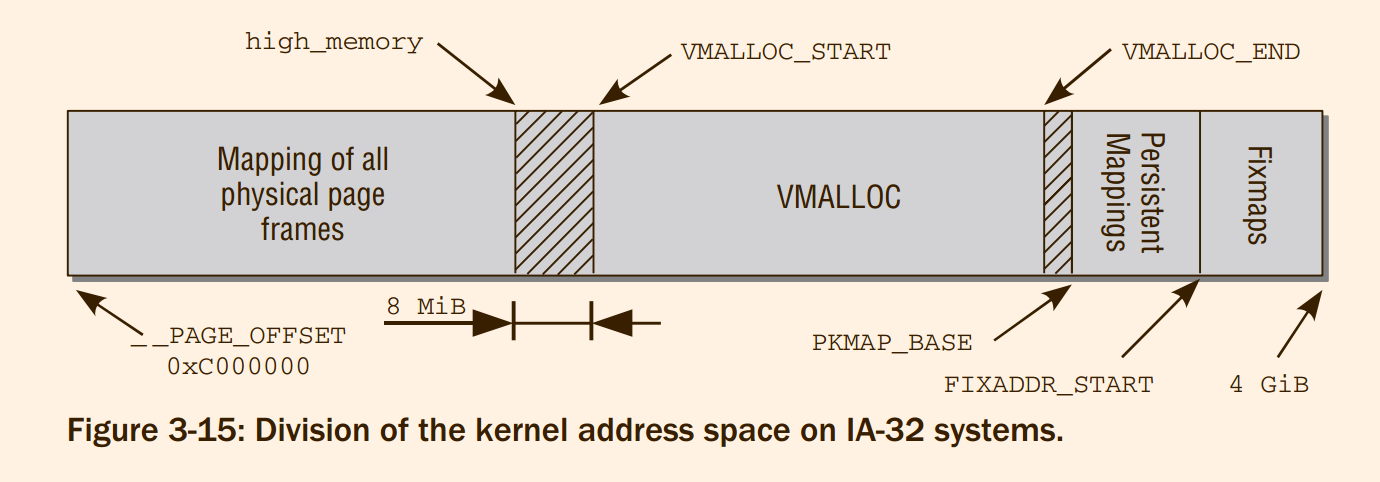 high_memory
VMALLOC_START
VMALLOC_END
Mapping of all
physical page
frames
VMALLOC
Persistent
Mappings
Fixmaps
8 MiB
__PAGE_OFFSET
0xC000000
PKMAP_BASE
FIXADDR_START
4 GiB
Figure 3-15: Division of the kernel address space on IA-32 systems.